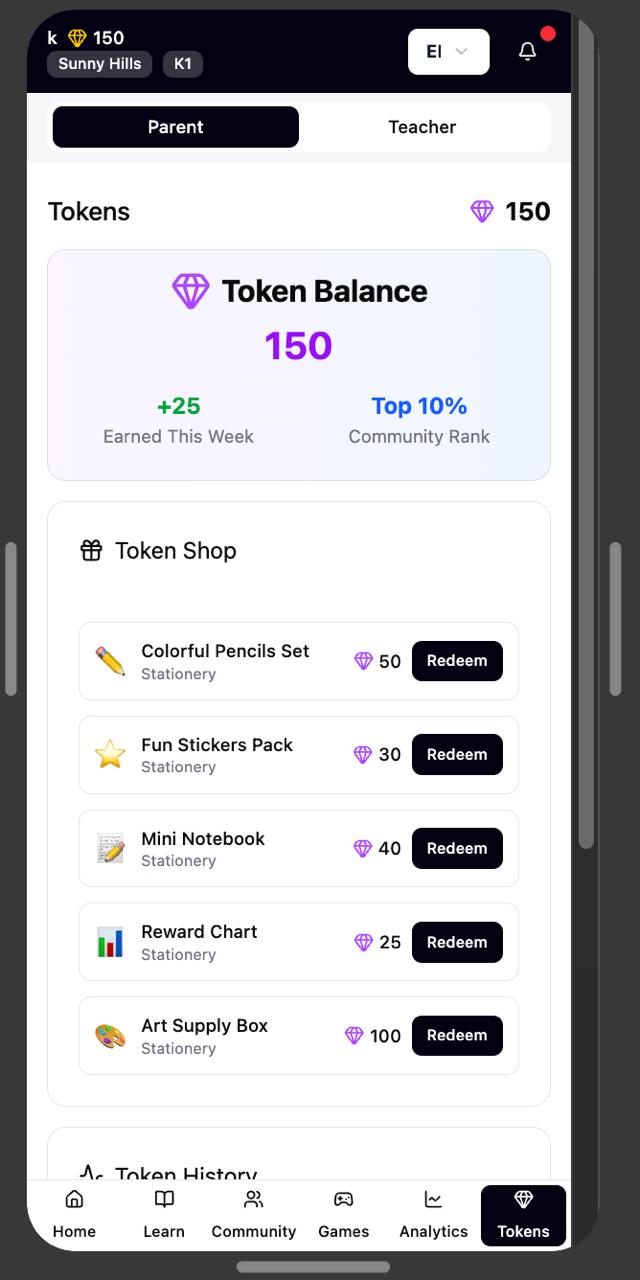 k 150
Sunny Hills K1
Parent
Teacher
Tokens
150
Token Balance
150
+25
Earned This Week
Top 10%
Community Rank
Token Shop
Colorful Pencils Set
Stationery
50
Redeem
Fun Stickers Pack
Stationery
30
Redeem
Mini Notebook
Stationery
40
Redeem
Reward Chart
Stationery
25
Redeem
Art Supply Box
Stationery
100
Redeem
Token History
Home
Learn
Community
Games
Analytics
Tokens